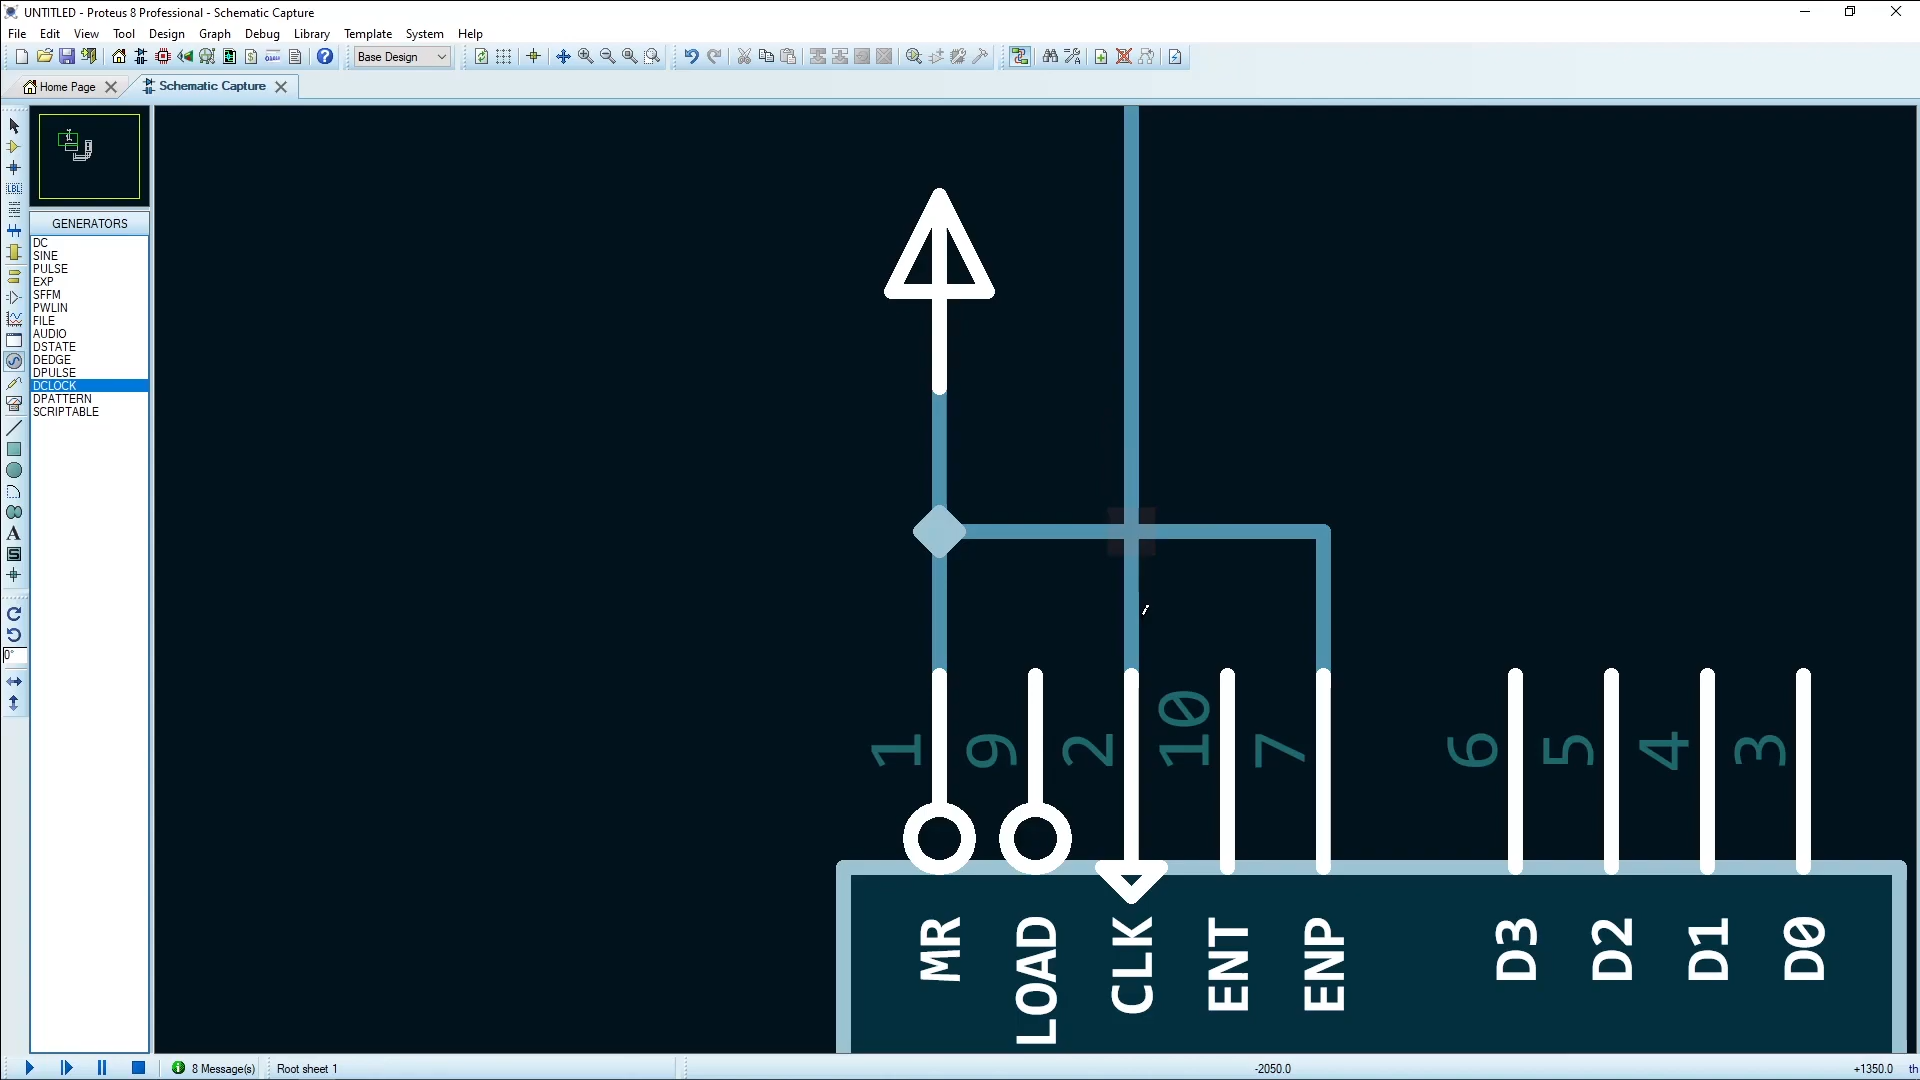 UNTITLED - Proteus 8 Professional - Schematic Capture
File Edit View Tool Design Graph Debug Library Template System Help
Base Design
Home Page Schematic Capture
GENERATORS
DC
SINE
PULSE
EXP
SFFM
PWLIN
FILE
AUDIO
DSTATE
DEDGE
DPULSE
DCLOCK
DPATTERN
SCRIPTABLE
LBL
A
S
0°
1 9 2 10 7 6 5 4 3
MR LOAD CLK ENT ENP D3 D2 D1 D0
8 Message(s) Root sheet 1 -2050.0 +1350.0 th